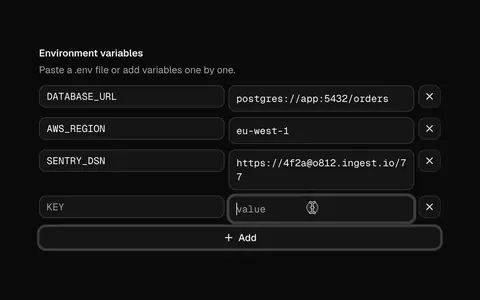 Environment variables
Paste a .env file or add variables one by one.
DATABASE_URL
postgres://app:5432/orders
AWS_REGION
eu-west-1
SENTRY_DSN
https://4f2a@o812.ingest.io/7
7
KEY
value
+ Add